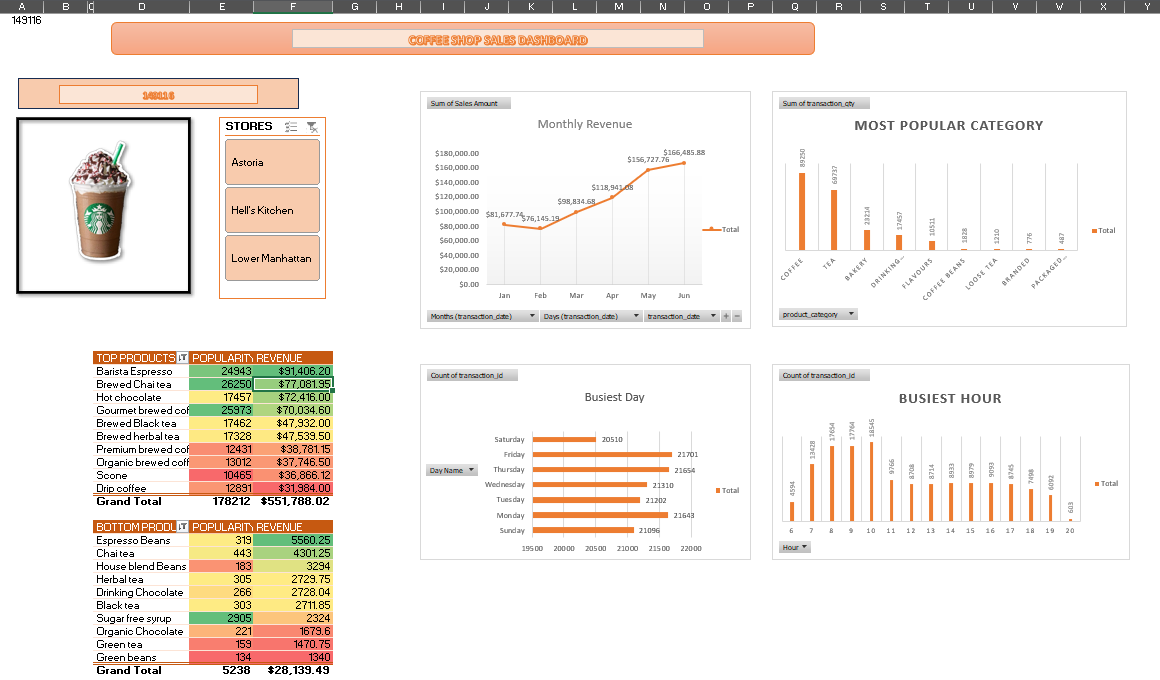 A B C D E F G H I J K L M N O P Q R S T U V W X Y
149116
COFFEE SHOP SALES DASHBOARD
149116
STORES
Astoria
Hell's Kitchen
Lower Manhattan
Sum of Sales Amount
Monthly Revenue
$180,000.00
$160,000.00
$140,000.00
$120,000.00
$100,000.00
$80,000.00
$60,000.00
$40,000.00
$20,000.00
$0.00
$81,677.74
$76,145.19
$98,834.68
$118,941.08
$156,727.76
$166,485.88
Total
Jan Feb Mar Apr May Jun
Months (transaction_date) Days (transaction_date) transaction_date + −
Sum of transaction_qty
MOST POPULAR CATEGORY
89250 69737 23214 17457 10511 1828 1210 776 487
Total
COFFEE TEA BAKERY DRINKING... FLAVOURS COFFEE BEANS LOOSE TEA BRANDED PACKAGED...
product_category
TOP PRODUCTS POPULARITY REVENUE
Barista Espresso 24943 $91,406.20
Brewed Chai tea 26250 $77,081.95
Hot chocolate 17457 $72,416.00
Gourmet brewed cof 25973 $70,034.60
Brewed Black tea 17462 $47,932.00
Brewed herbal tea 17328 $47,539.50
Premium brewed cof 12431 $38,781.15
Organic brewed coff 13012 $37,746.50
Scone 10465 $36,866.12
Drip coffee 12891 $31,984.00
Grand Total 178212 $551,788.02
BOTTOM PRODU POPULARITY REVENUE
Espresso Beans 319 5560.25
Chai tea 443 4301.25
House blend Beans 183 3294
Herbal tea 305 2729.75
Drinking Chocolate 266 2728.04
Black tea 303 2711.85
Sugar free syrup 2905 2324
Organic Chocolate 221 1679.6
Green tea 159 1470.75
Green beans 134 1340
Grand Total 5238 $28,139.49
Count of transaction_id
Busiest Day
Day Name
Saturday 20510
Friday 21701
Thursday 21654
Wednesday 21310
Tuesday 21202
Monday 21643
Sunday 21096
Total
19500 20000 20500 21000 21500 22000
Count of transaction_id
BUSIEST HOUR
4594 13428 17654 17764 18545 9766 8708 8714 8933 8979 9093 8745 7498 6092 603
Total
6 7 8 9 10 11 12 13 14 15 16 17 18 19 20
Hour